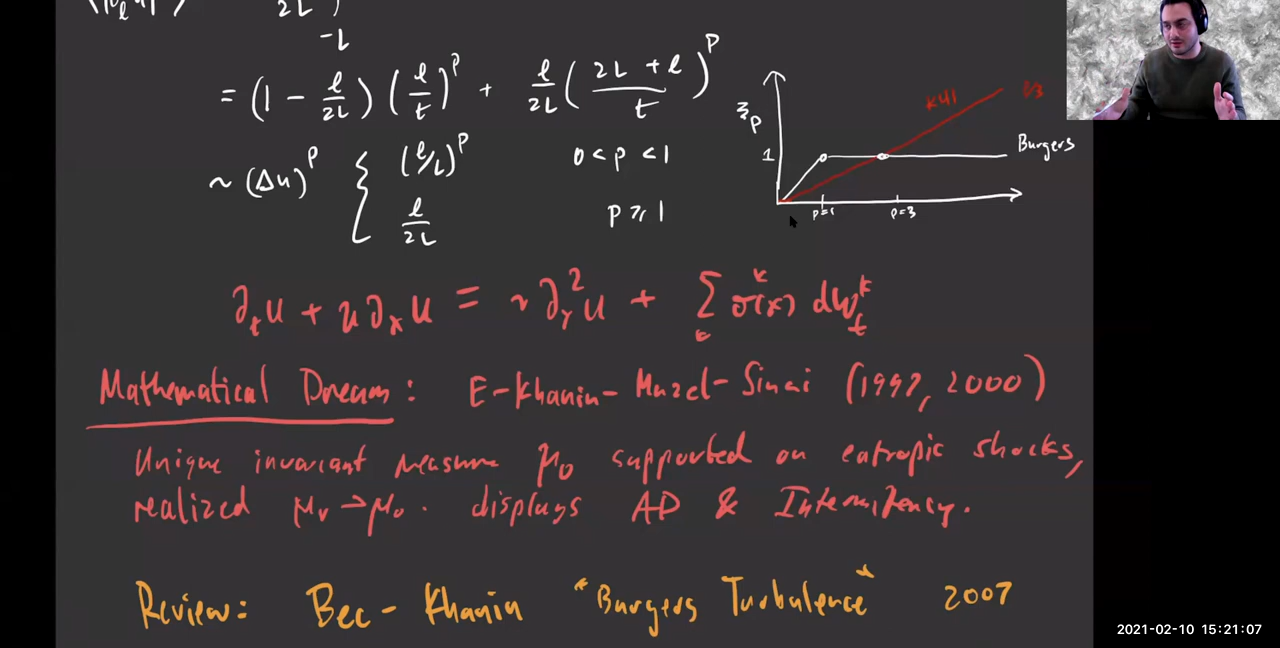 2L
-L
= (1 - ℓ/2L) (ℓ/t)^p + ℓ/2L ( (2L + ℓ)/t )^p
~ (Δu)^p { (ℓ/L)^p 0 < p < 1
ℓ/2L p ⩾ 1
ξ_p
1
K41
Burgers
p=1 p=3
∂_t u + u ∂_x u = ν ∂_x^2 u + Σ_k σ^k(x) dW_t^k
Mathematical Dream: E-Khanin-Mazel-Sinai (1997, 2000)
Unique invariant measure μ_0 supported on entropic shocks,
realized μ_ν → μ_0. displays AD & Intermittency.
Review: Bec - Khanin "Burgers Turbulence" 2007
2021-02-10 15:21:07